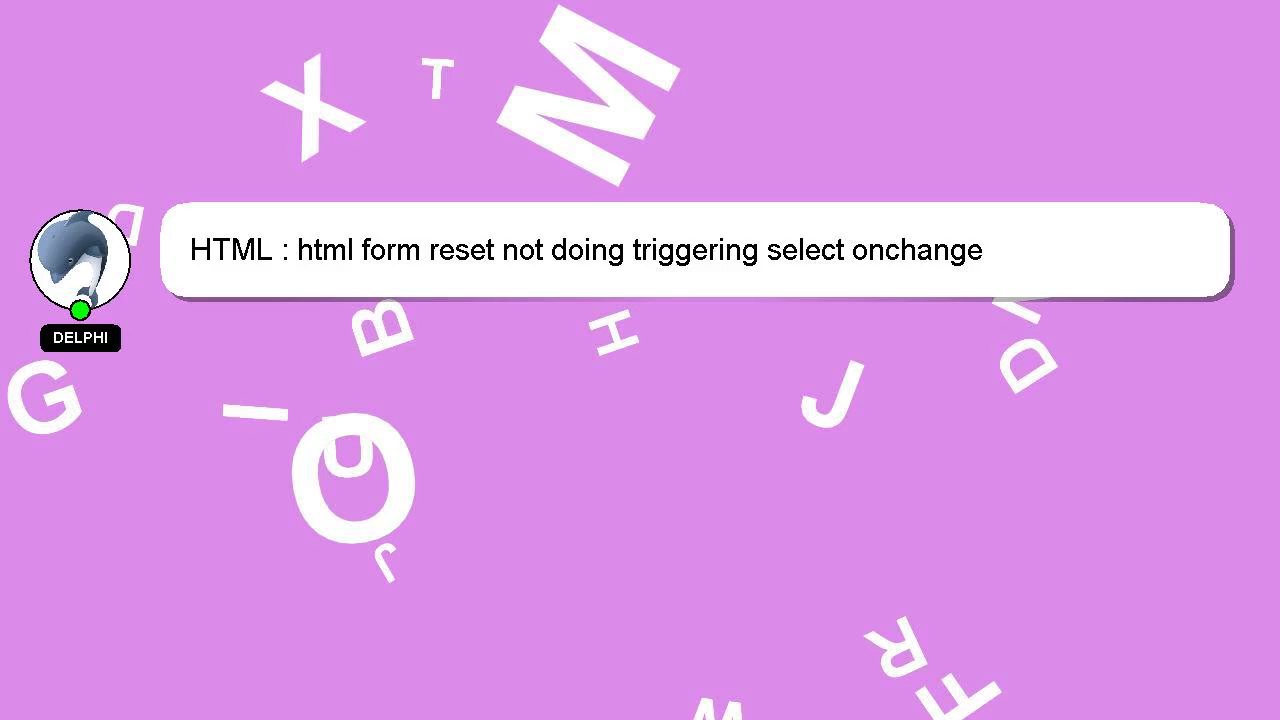 X
T
M
D
HTML : html form reset not doing triggering select onchange
DELPHI
B
H
D
G
J
I
O
U
J
R
F
W